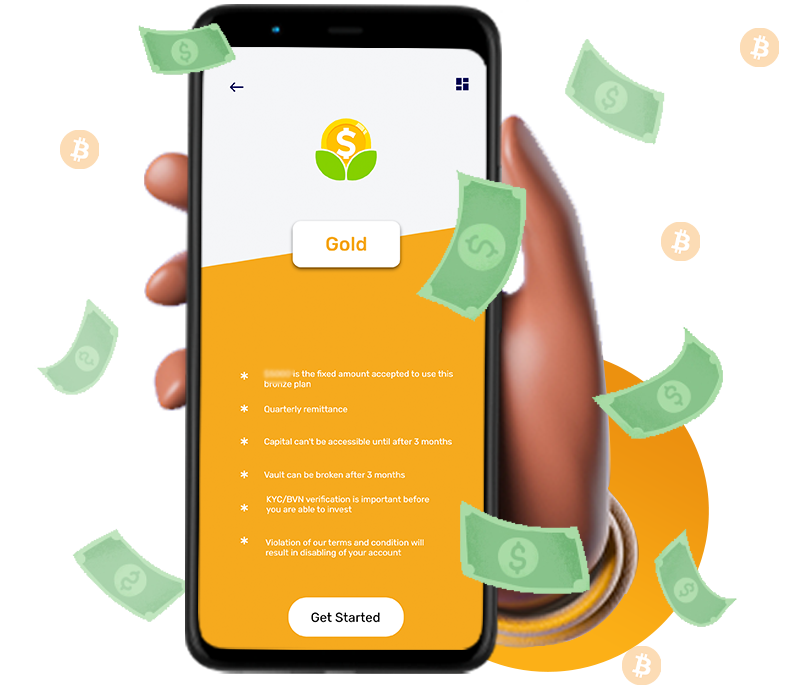 $
Gold
is the fixed amount accepted to use this
bronze plan
Quarterly remittance
Capital can't be accessible until after 3 months
Vault can be broken after 3 months
KYC/BVN verification is important before
you are able to invest
Violation of our terms and condition will
result in disabling of your account
Get Started